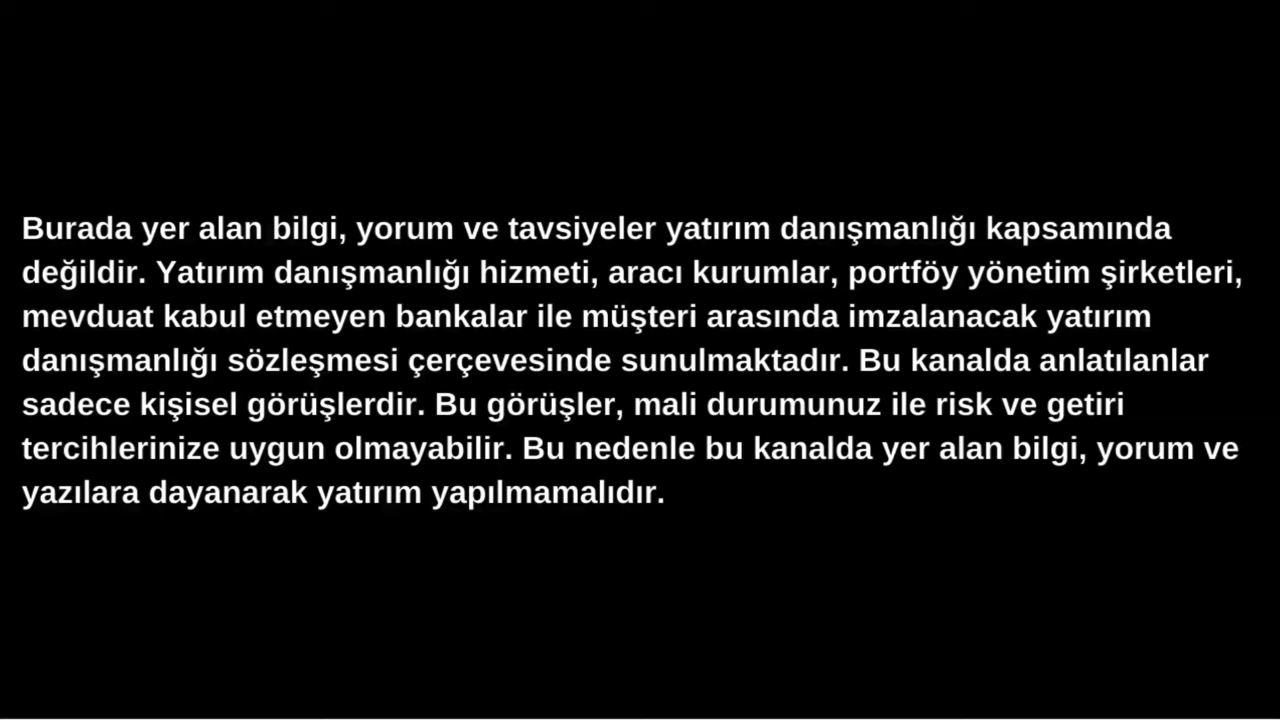 Burada yer alan bilgi, yorum ve tavsiyeler yatırım danışmanlığı kapsamında
değildir. Yatırım danışmanlığı hizmeti, aracı kurumlar, portföy yönetim şirketleri,
mevduat kabul etmeyen bankalar ile müşteri arasında imzalanacak yatırım
danışmanlığı sözleşmesi çerçevesinde sunulmaktadır. Bu kanalda anlatılanlar
sadece kişisel görüşlerdir. Bu görüşler, mali durumunuz ile risk ve getiri
tercihlerinize uygun olmayabilir. Bu nedenle bu kanalda yer alan bilgi, yorum ve
yazılara dayanarak yatırım yapılmamalıdır.